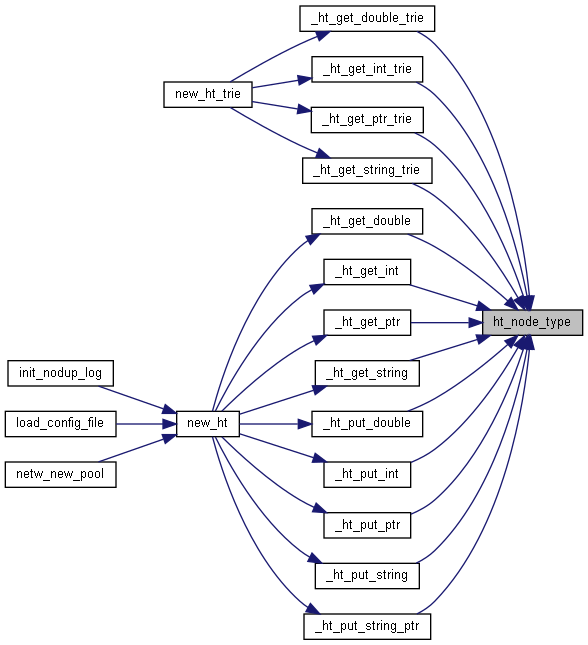 _ht_get_double_trie
_ht_get_int_trie
new_ht_trie
_ht_get_ptr_trie
_ht_get_string_trie
_ht_get_double
_ht_get_int
_ht_get_ptr
ht_node_type
_ht_get_string
init_nodup_log
load_config_file
new_ht
_ht_put_double
netw_new_pool
_ht_put_int
_ht_put_ptr
_ht_put_string
_ht_put_string_ptr